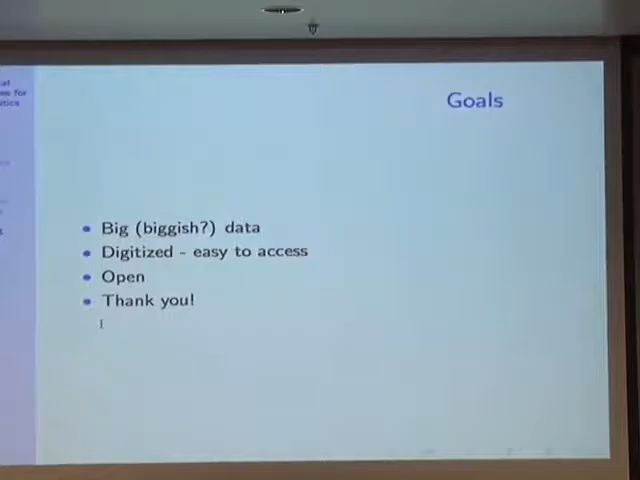 Goals
Big (biggish?) data
Digitized - easy to access
Open
Thank you!